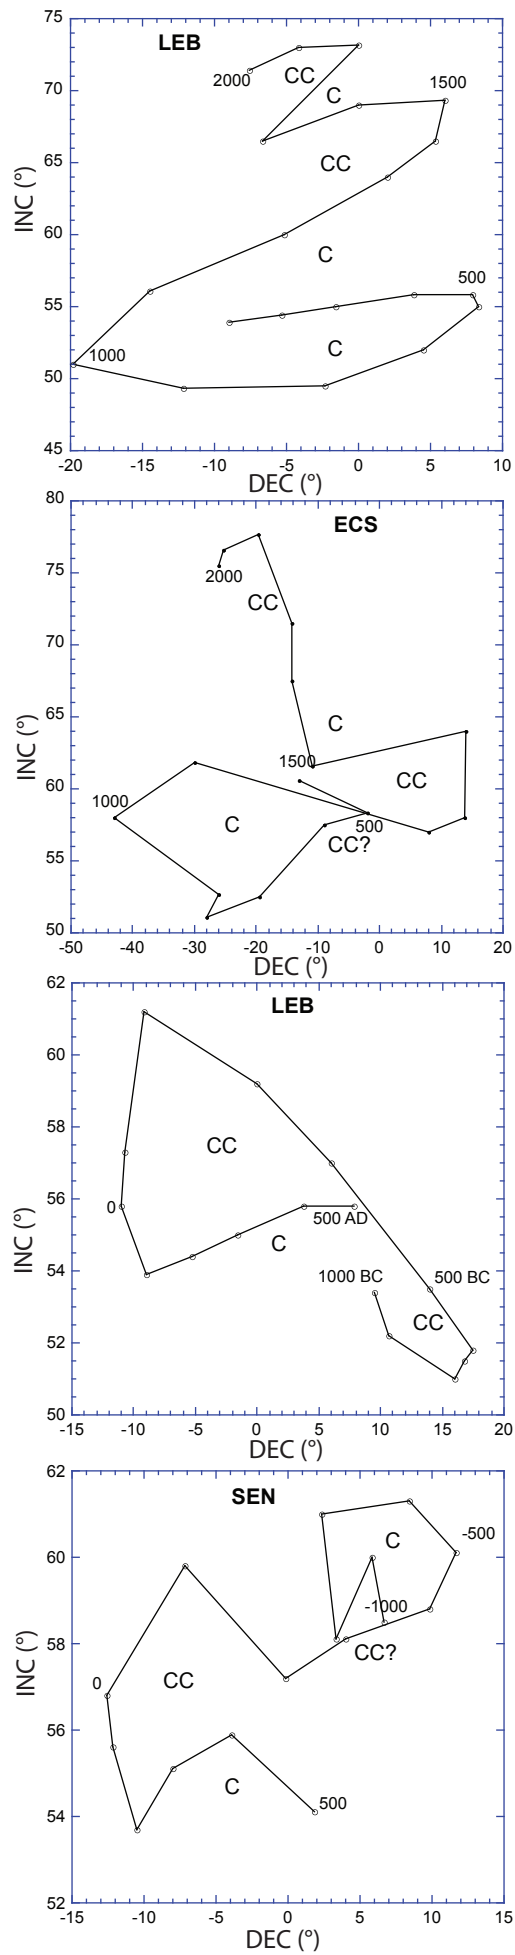 75
LEB
CC
2000
70
C
1500
65
CC
INC (°)
60
C
500
55
C
1000
50
45
-20
-15
-10
-5
0
5
10
DEC (°)
80
ECS
75
2000
CC
70
65
C
INC (°)
1500
60
CC
1000
C
500
CC?
55
50
-50
-40
-30
-20
-10
0
10
20
DEC (°)
62
LEB
60
58
CC
INC (°)
56
0
500 AD
C
1000 BC
500 BC
54
CC
52
50
-15
-10
-5
0
5
10
15
20
DEC (°)
62
SEN
C
-500
60
-1000
58
CC?
INC (°)
0
CC
56
C
500
54
52
-15
-10
-5
0
5
10
15
DEC (°)